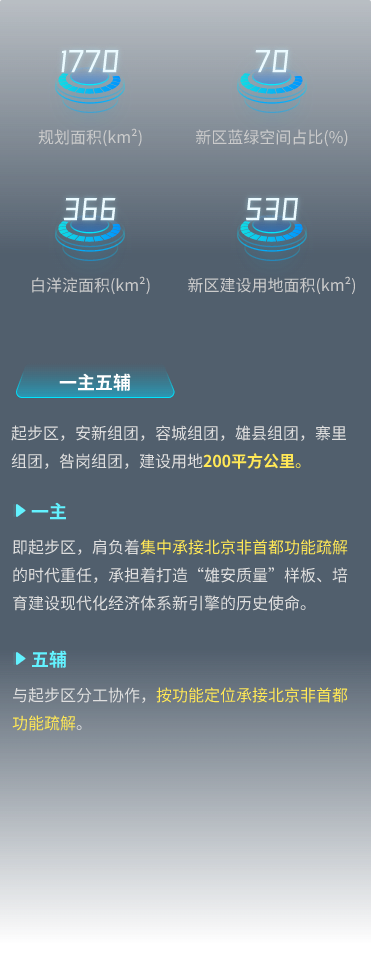 1770
70
规划面积(km²)
新区蓝绿空间占比(%)
366
530
白洋淀面积(km²)
新区建设用地面积(km²)
一主五辅
起步区，安新组团，容城组团，雄县组团，寨里
组团，昝岗组团，建设用地200平方公里。
一主
即起步区，肩负着集中承接北京非首都功能疏解
的时代重任，承担着打造“雄安质量”样板、培
育建设现代化经济体系新引擎的历史使命。
五辅
与起步区分工协作，按功能定位承接北京非首都
功能疏解。